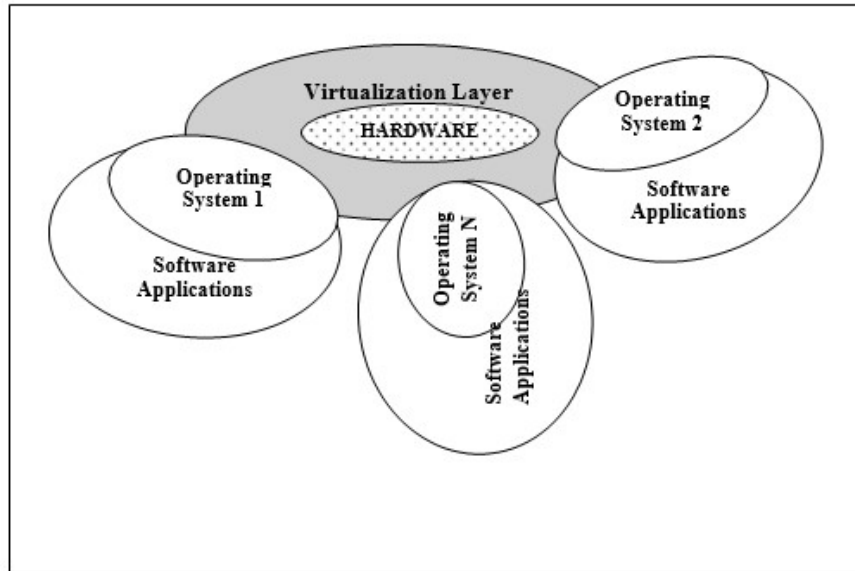 Virtualization Layer
HARDWARE
Operating
System 1
Software
Applications
Operating
System 2
Software
Applications
Operating
System N
Software
Applications